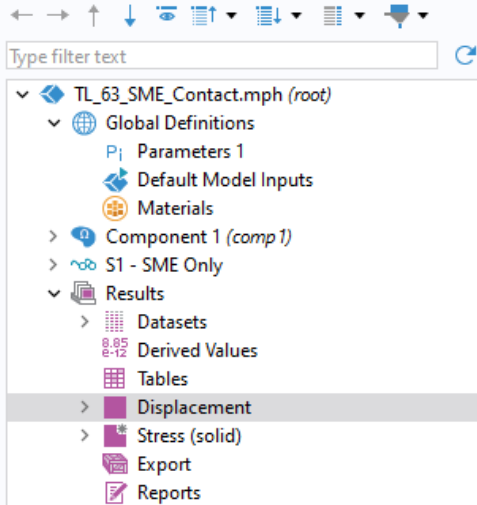 Type filter text
TL_63_SME_Contact.mph (root)
Global Definitions
Pi Parameters 1
Default Model Inputs
Materials
Component 1 (comp1)
S1 - SME Only
Results
Datasets
8.85
e-12 Derived Values
Tables
Displacement
Stress (solid)
Export
Reports